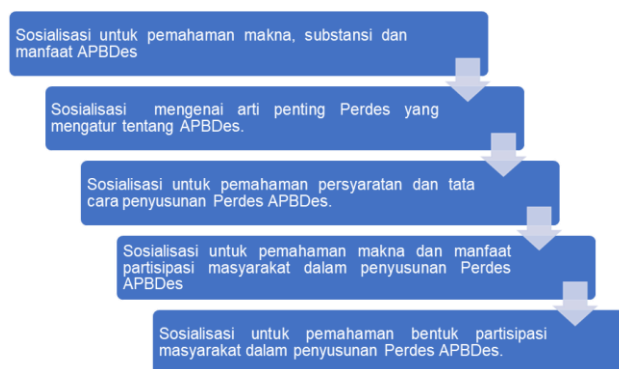 Sosialisasi untuk pemahaman makna, substansi dan
manfaat APBDes
Sosialisasi mengenai arti penting Perdes yang
mengatur tentang APBDes.
Sosialisasi untuk pemahaman persyaratan dan tata
cara penyusunan Perdes APBDes.
Sosialisasi untuk pemahaman makna dan manfaat
partisipasi masyarakat dalam penyusunan Perdes
APBDes
Sosialisasi untuk pemahaman bentuk partisipasi
masyarakat dalam penyusunan Perdes APBDes.